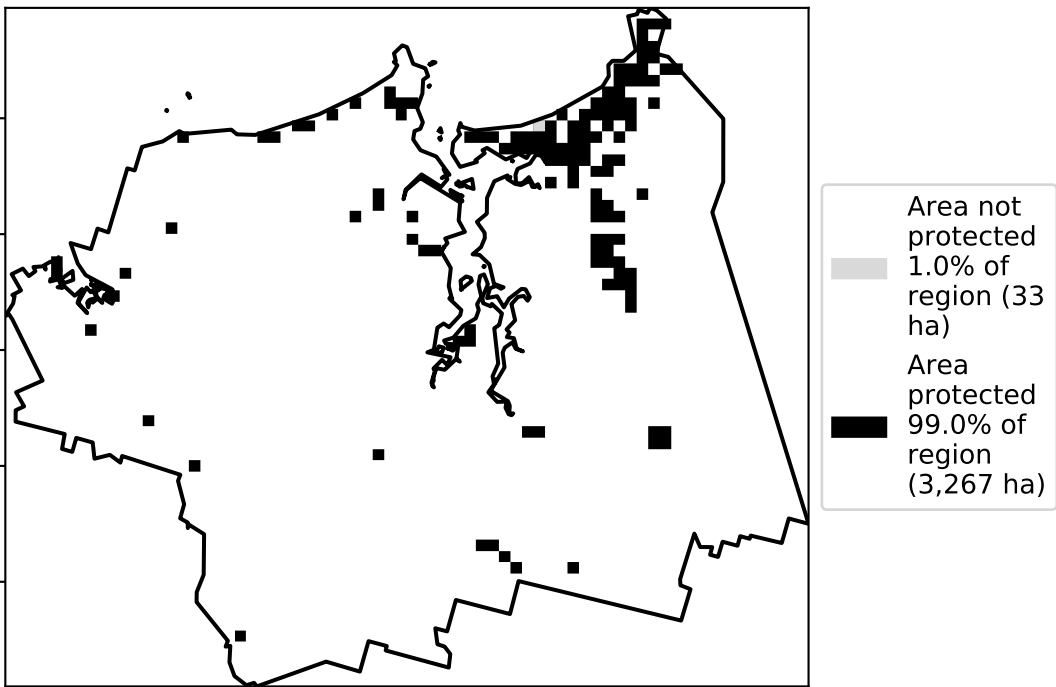 Area not
protected
1.0% of
region (33
ha)
Area
protected
99.0% of
region
(3,267 ha)